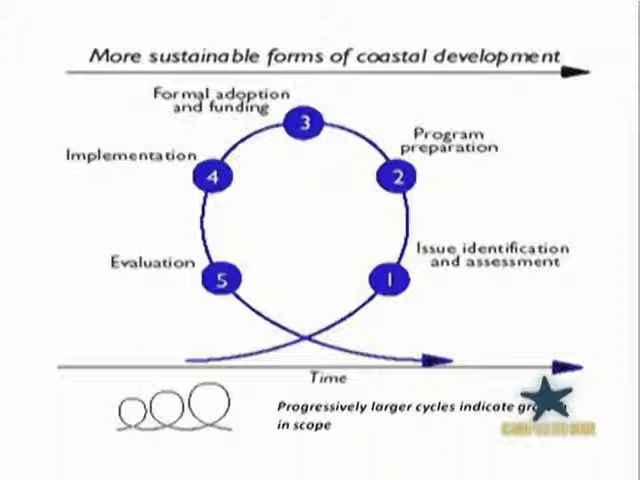 More sustainable forms of coastal development
Formal adoption
and funding
3
Program
preparation
Implementation
4
2
Issue identification
and assessment
Evaluation
5
1
Time
Progressively larger cycles indicate
in scope